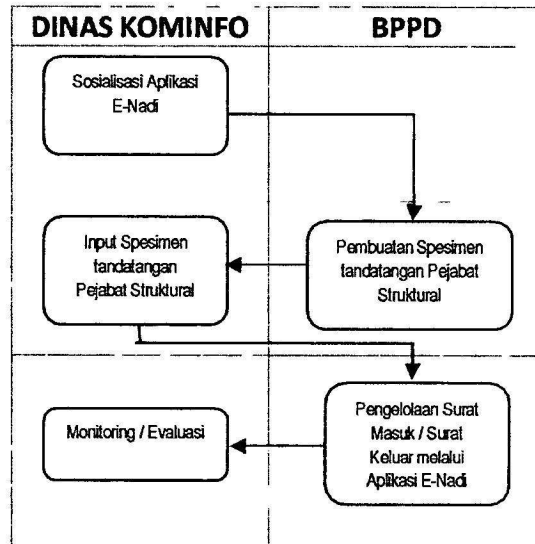 DINAS KOMINFO
BPPD
Sosialisasi Aplikasi
E-Nadi
Input Spesimen
tandatangan
Pejabat Struktural
Pembuatan Spesimen
tandatangan Pejabat
Struktural
Monitoring / Evaluasi
Pengelolaan Surat
Masuk / Surat
Keluar melalui
Aplikasi E-Nadi